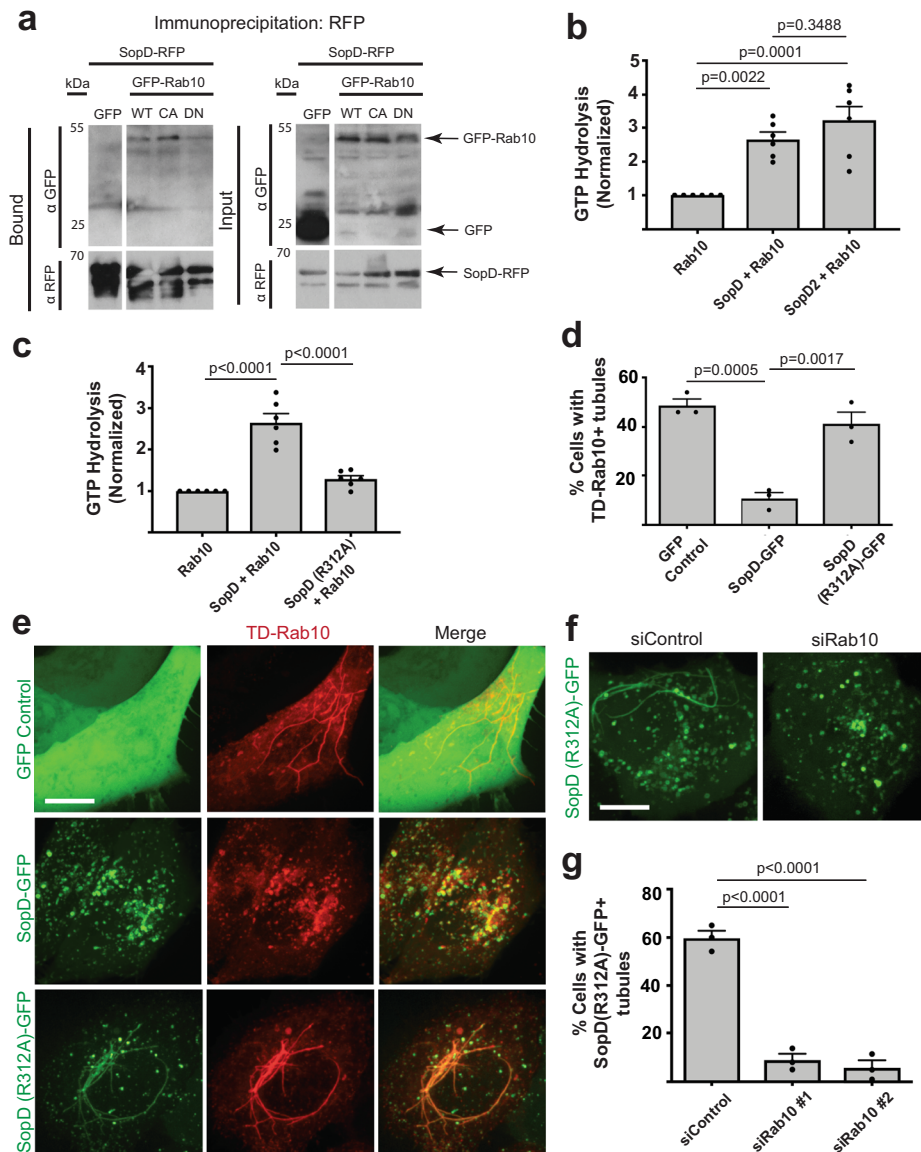 a
Immunoprecipitation: RFP
SopD-RFP
SopD-RFP
kDa
GFP-Rab10
kDa
GFP-Rab10
GFP
WT CA DN
GFP
WT CA DN
55
55
GFP-Rab10
Bound
α GFP
Input
α GFP
25
25
GFP
70
70
α RFP
α RFP
SopD-RFP
b
p=0.3488
p=0.0001
p=0.0022
GTP Hydrolysis
(Normalized)
5
4
3
2
1
Rab10
SopD + Rab10
SopD2 + Rab10
c
p<0.0001
p<0.0001
GTP Hydrolysis
(Normalized)
4
3
2
1
Rab10
SopD + Rab10
SopD (R312A)
+ Rab10
d
p=0.0017
p=0.0005
% Cells with
TD-Rab10+ tubules
60
40
20
GFP
Control
SopD-GFP
SopD
(R312A)-GFP
e
TD-Rab10
Merge
GFP Control
SopD-GFP
SopD (R312A)-GFP
f
siControl
siRab10
SopD (R312A)-GFP
g
p<0.0001
p<0.0001
% Cells with
SopD(R312A)-GFP+
tubules
80
60
40
20
siControl
siRab10 #1
siRab10 #2